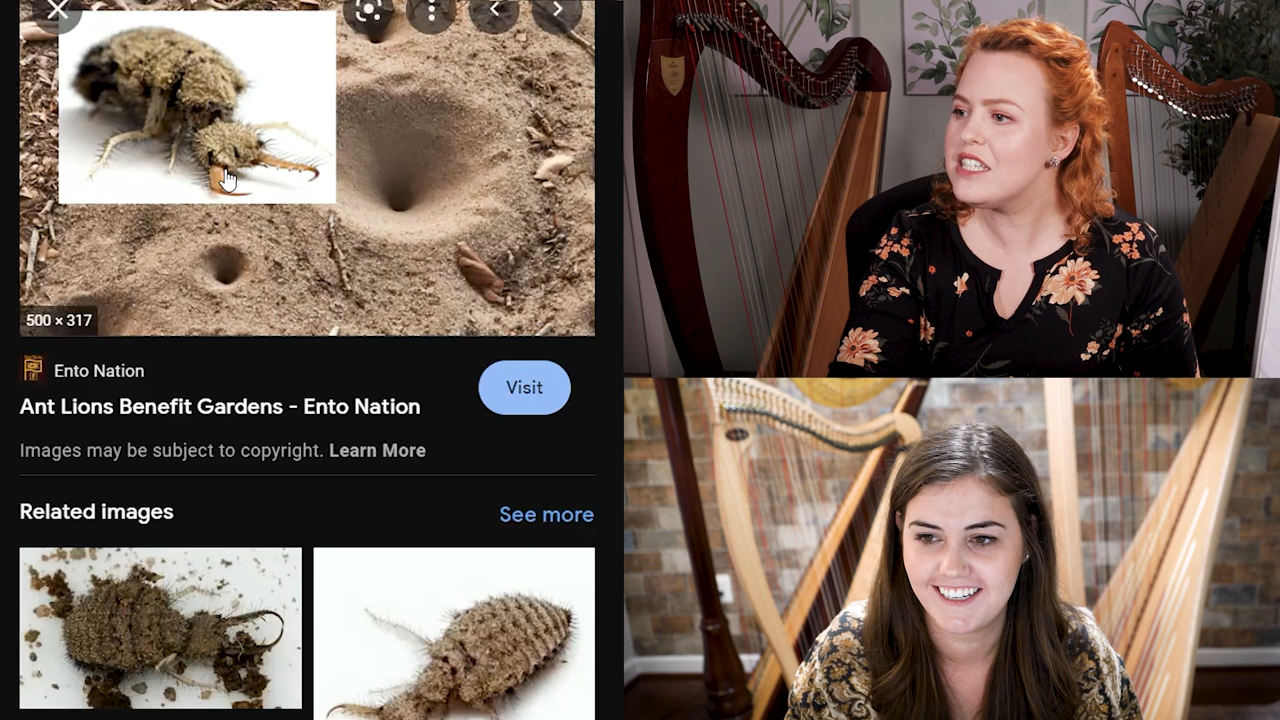 500 × 317
Ento Nation
Visit
Ant Lions Benefit Gardens - Ento Nation
Images may be subject to copyright. Learn More
Related images
See more